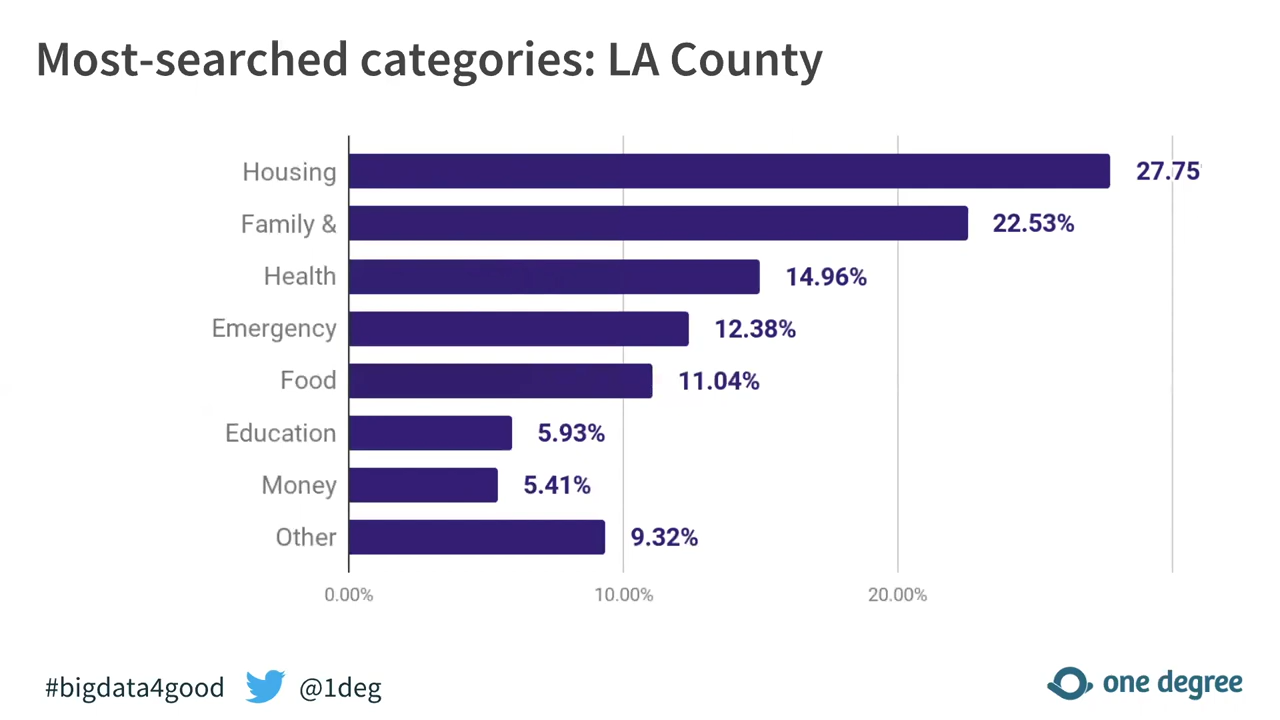 Most-searched categories: LA County
Housing 27.75
Family & 22.53%
Health 14.96%
Emergency 12.38%
Food 11.04%
Education 5.93%
Money 5.41%
Other 9.32%
0.00% 10.00% 20.00%
#bigdata4good @1deg one degree